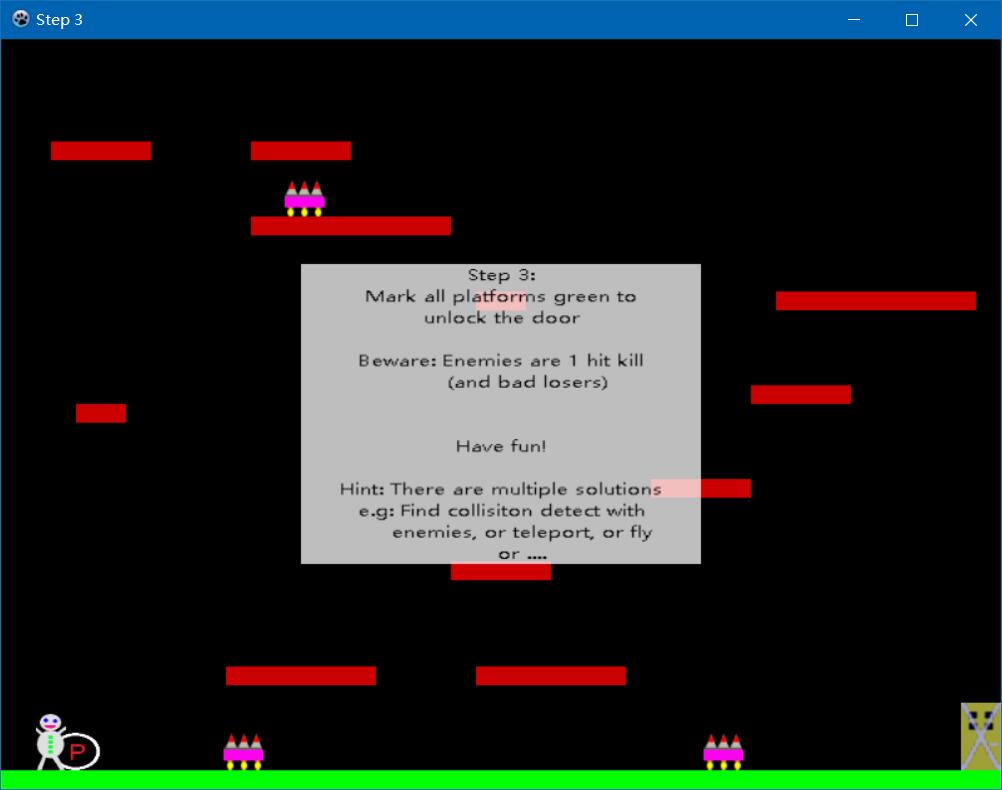 Step 3
Step 3:
Mark all platforms green to
unlock the door
Beware: Enemies are 1 hit kill
(and bad losers)
Have fun!
Hint: There are multiple solutions
e.g: Find collisiton detect with
enemies, or teleport, or fly
or ....
P